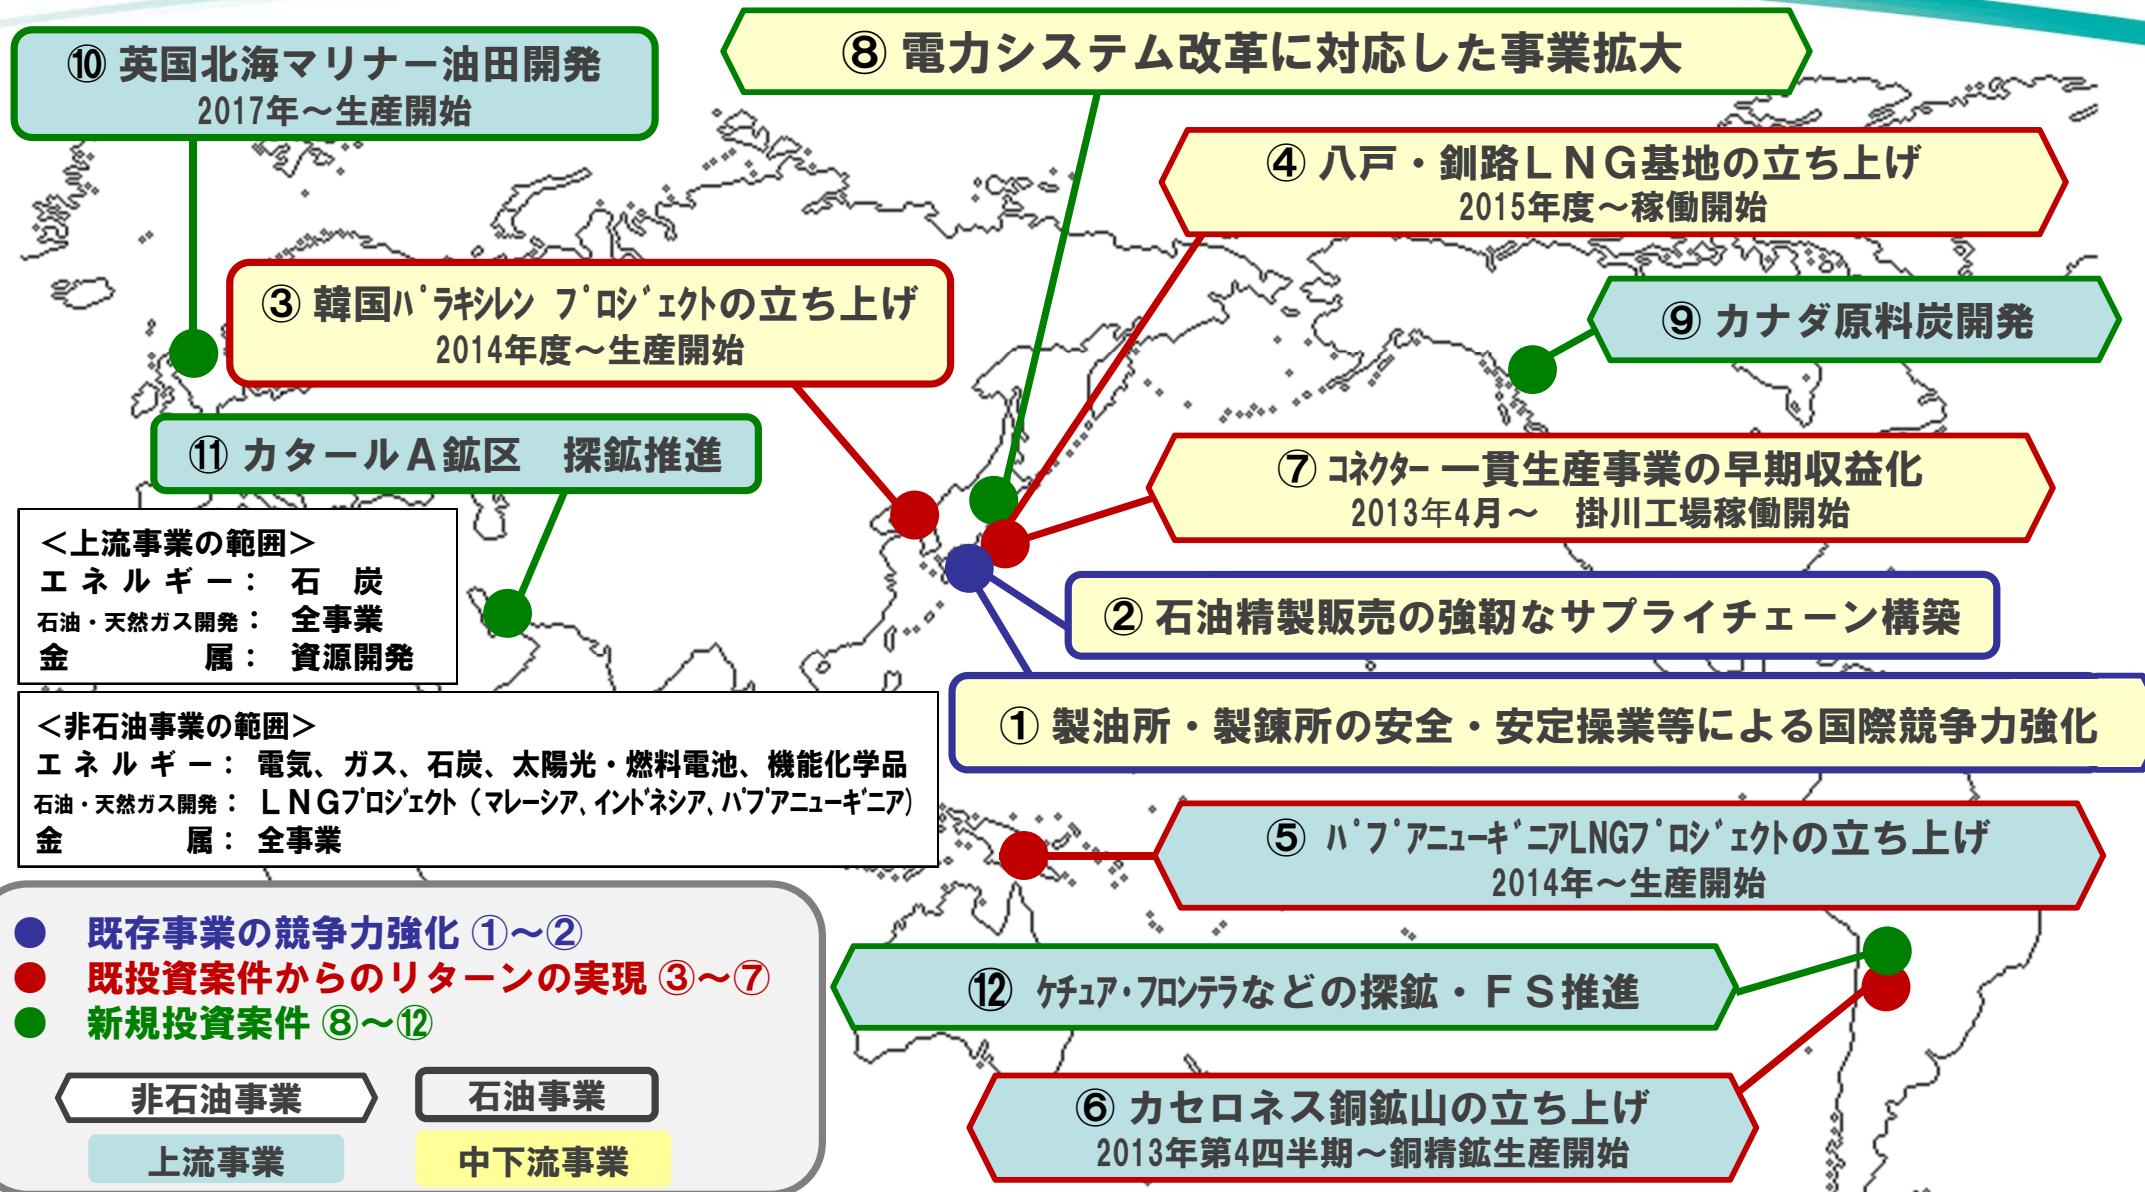 ⑩ 英国北海マリナー油田開発
2017年～生産開始
⑧ 電力システム改革に対応した事業拡大
④ 八戸・釧路ＬＮＧ基地の立ち上げ
2015年度～稼働開始
③ 韓国ﾊﾟﾗｷｼﾚﾝ ﾌﾟﾛｼﾞｪｸﾄの立ち上げ
2014年度～生産開始
⑨ カナダ原料炭開発
⑪ カタールＡ鉱区　探鉱推進
⑦ ｺﾈｸﾀｰ 一貫生産事業の早期収益化
2013年4月～　掛川工場稼働開始
＜上流事業の範囲＞
エ ネ ル ギ ー： 石　炭
石油・天然ガス開発： 全事業
金　　　　属： 資源開発
② 石油精製販売の強靭なサプライチェーン構築
① 製油所・製錬所の安全・安定操業等による国際競争力強化
＜非石油事業の範囲＞
エ ネ ル ギ ー： 電気、ガス、石炭、太陽光・燃料電池、機能化学品
石油・天然ガス開発： ＬＮＧﾌﾟﾛｼﾞｪｸﾄ（ﾏﾚｰｼｱ､ｲﾝﾄﾞﾈｼｱ､ﾊﾟﾌﾟｱﾆｭｰｷﾞﾆｱ）
金　　　　属： 全事業
⑤ ﾊﾟﾌﾟｱﾆｭｰｷﾞﾆｱLNGﾌﾟﾛｼﾞｪｸﾄの立ち上げ
2014年～生産開始
● 既存事業の競争力強化 ①～②
● 既投資案件からのリターンの実現 ③～⑦
● 新規投資案件 ⑧～⑫
非石油事業 石油事業
上流事業 中下流事業
⑫ ｹﾁｭｱ･ﾌﾛﾝﾃﾗなどの探鉱・ＦＳ推進
⑥ カセロネス銅鉱山の立ち上げ
2013年第4四半期～銅精鉱生産開始